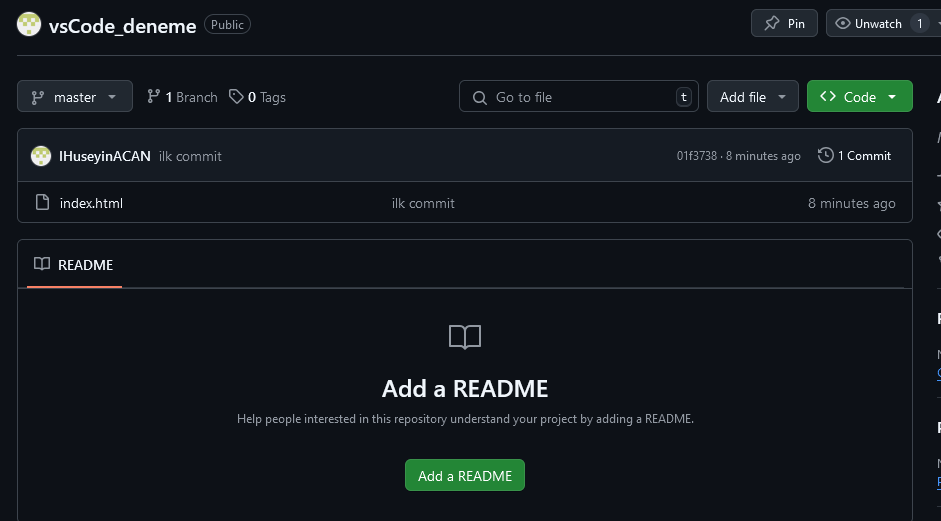 vsCode_deneme Public Pin Unwatch 1
master 1 Branch 0 Tags Go to file t Add file Code
IHuseyinACAN ilk commit 01f3738 · 8 minutes ago 1 Commit
index.html ilk commit 8 minutes ago
README
Add a README
Help people interested in this repository understand your project by adding a README.
Add a README